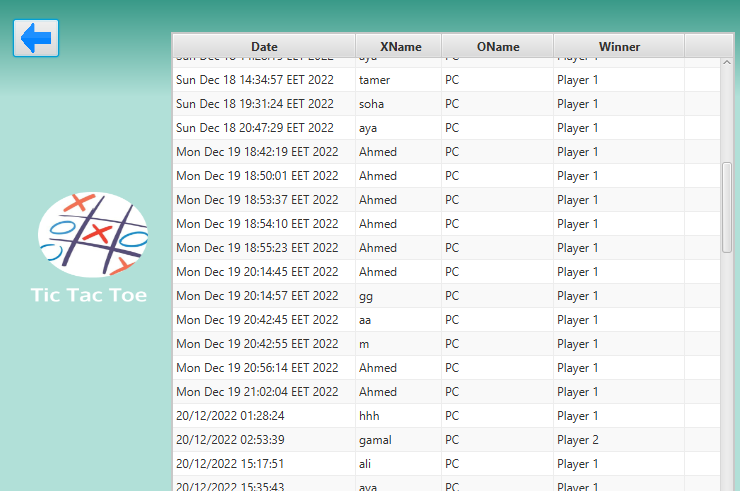 Date XName OName Winner
Sun Dec 18 14:34:57 EET 2022 tamer PC Player 1
Sun Dec 18 19:31:24 EET 2022 soha PC Player 1
Sun Dec 18 20:47:29 EET 2022 aya PC Player 1
Mon Dec 19 18:42:19 EET 2022 Ahmed PC Player 1
Mon Dec 19 18:50:01 EET 2022 Ahmed PC Player 1
Mon Dec 19 18:53:37 EET 2022 Ahmed PC Player 1
Mon Dec 19 18:54:10 EET 2022 Ahmed PC Player 1
Mon Dec 19 18:55:23 EET 2022 Ahmed PC Player 1
Mon Dec 19 20:14:45 EET 2022 Ahmed PC Player 1
Mon Dec 19 20:14:57 EET 2022 gg PC Player 1
Mon Dec 19 20:42:45 EET 2022 aa PC Player 1
Mon Dec 19 20:42:55 EET 2022 m PC Player 1
Mon Dec 19 20:56:14 EET 2022 Ahmed PC Player 1
Mon Dec 19 21:02:04 EET 2022 Ahmed PC Player 1
20/12/2022 01:28:24 hhh PC Player 1
20/12/2022 02:53:39 gamal PC Player 2
20/12/2022 15:17:51 ali PC Player 1
20/12/2022 15:35:43 aya PC Player 1
Tic Tac Toe